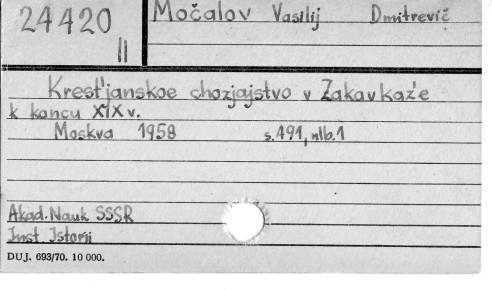 24420
II
Močalov Vasilij Dmitrevič
Krest'janskoe chozjajstvo v Zakavkaz'e
k koncu XIX v.
Moskva 1958 s.491, nlb.1
Akad. Nauk SSSR
Inst Istorii
DUJ. 693/70. 10 000.